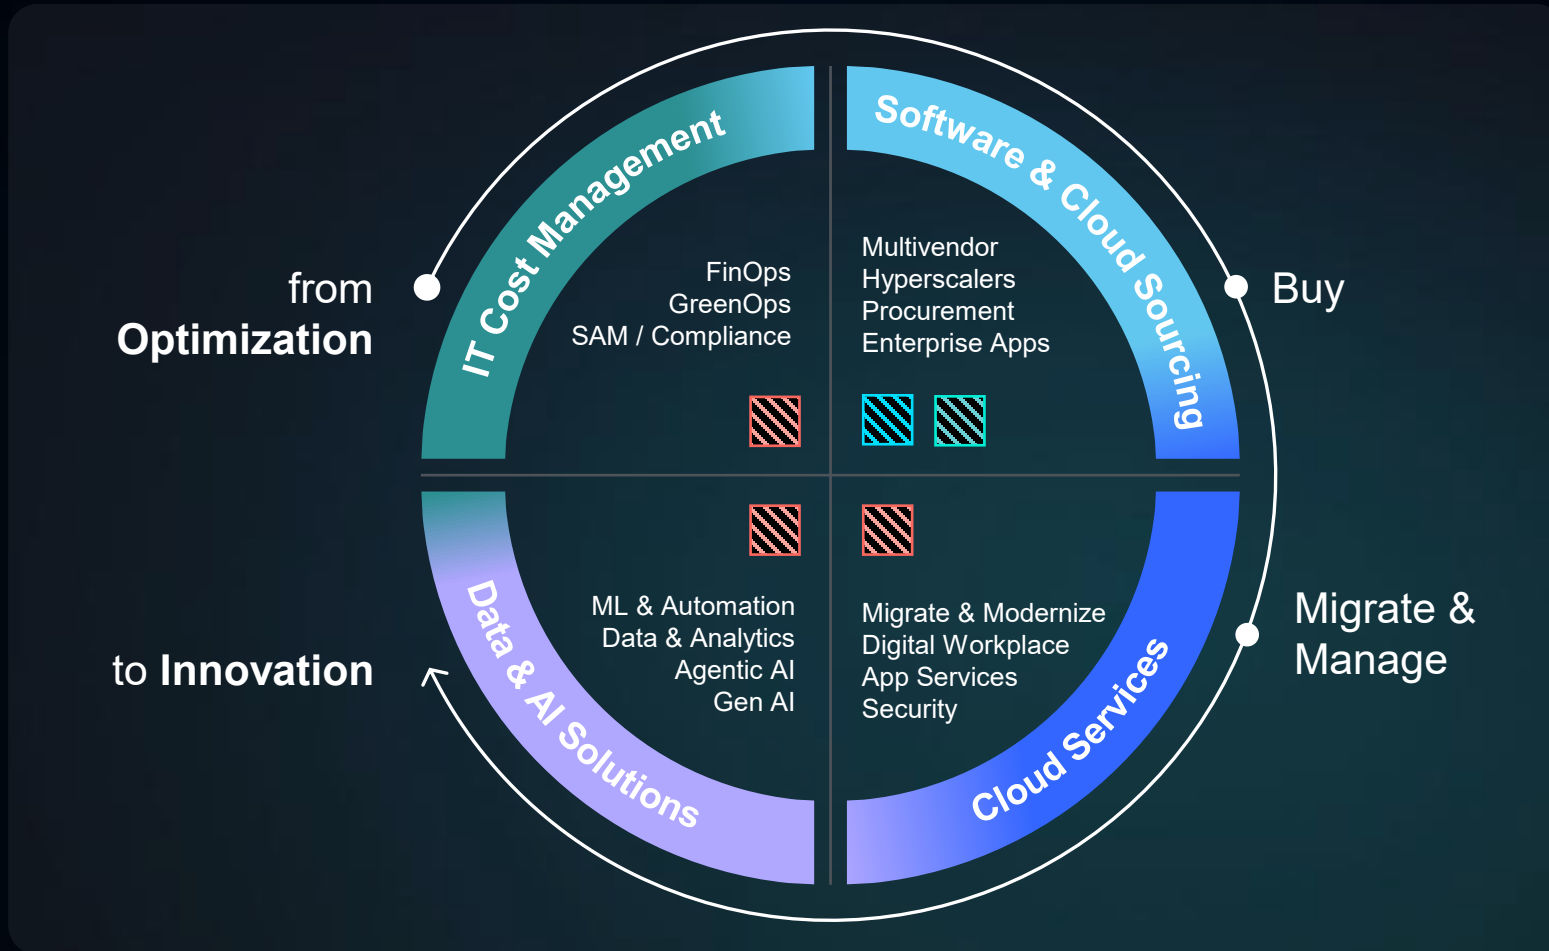 from
Optimization
IT Cost Management
FinOps
GreenOps
SAM / Compliance
Software & Cloud Sourcing
Multivendor
Hyperscalers
Procurement
Enterprise Apps
Buy
Migrate &
Manage
Cloud Services
Migrate & Modernize
Digital Workplace
App Services
Security
Data & AI Solutions
ML & Automation
Data & Analytics
Agentic AI
Gen AI
to Innovation